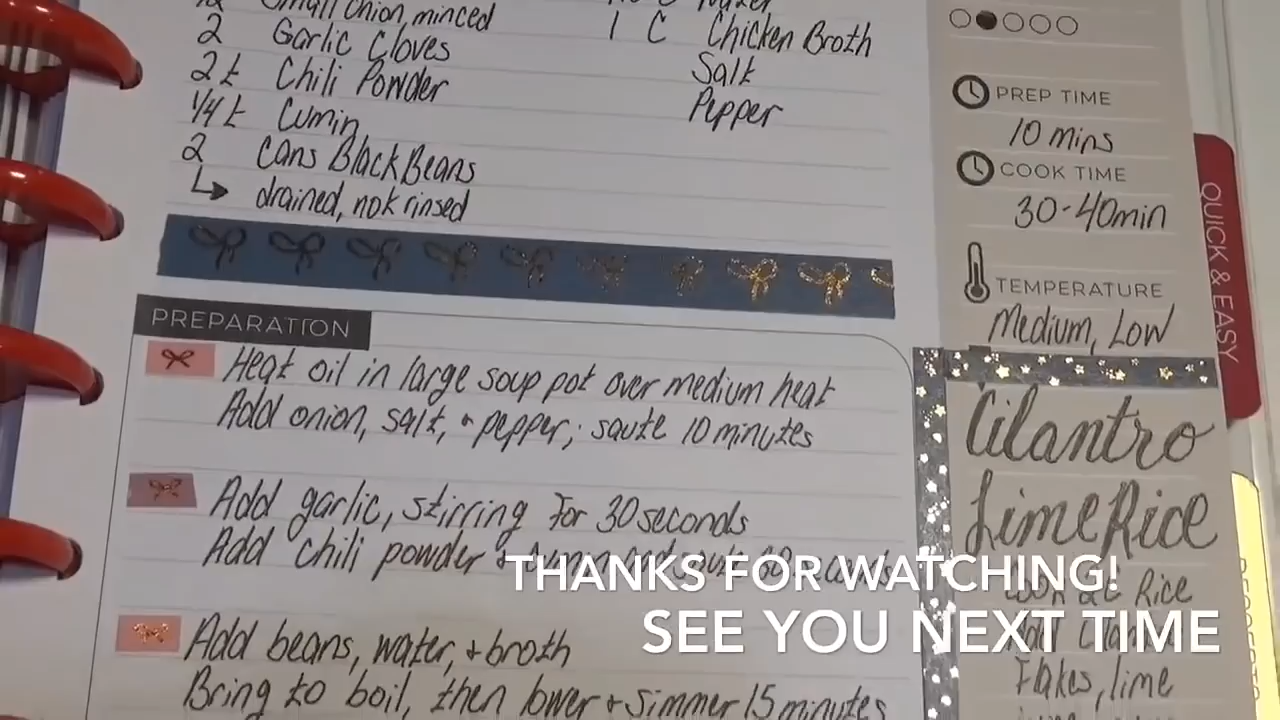 Small Onion, minced
2 Garlic Cloves
2 t Chili Powder
1/4 t Cumin
2 Cans Black Beans
↳ drained, not rinsed
Water
1 C Chicken Broth
Salt
Pepper
PREPARATION
Heat oil in large soup pot over medium heat
Add onion, salt, + pepper; saute 10 minutes
Add garlic, stirring for 30 seconds
Add chili powder +
Add beans, water, + broth
Bring to boil, then lower + simmer 15 minutes
PREP TIME
10 mins
COOK TIME
30-40min
TEMPERATURE
Medium, Low
Cilantro
Lime Rice
Rice
Flakes, lime
QUICK & EASY
THANKS FOR WATCHING!
SEE YOU NEXT TIME